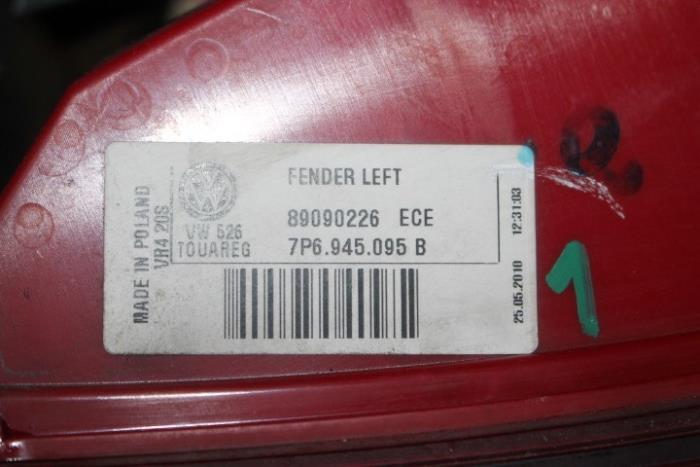 MADE IN POLAND
VR4 20S
VW 526
TOUAREG
FENDER LEFT
89090226 ECE
7P6.945.095 B
25.05.2010 12:31:03
1